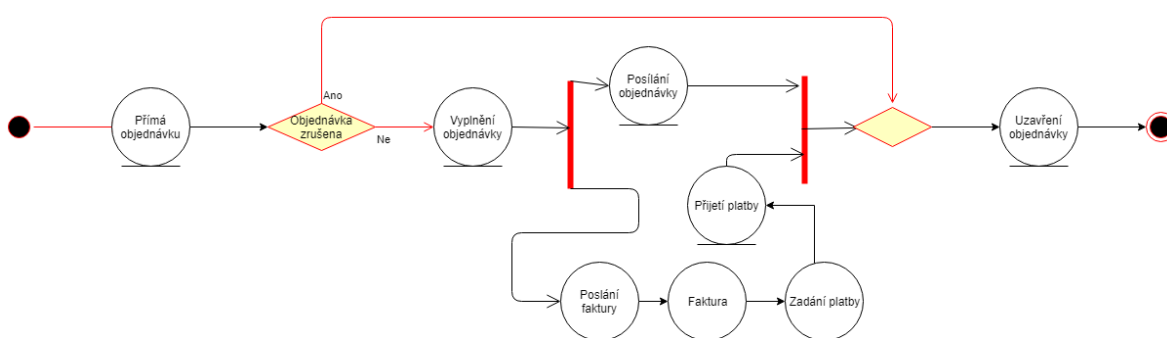 Přímá
objednávku
Objednávka
zrušena
Ano
Ne
Vyplnění
objednávky
Posílání
objednávky
Poslání
faktury
Faktura
Zadání platby
Přijetí platby
Uzavření
objednávky